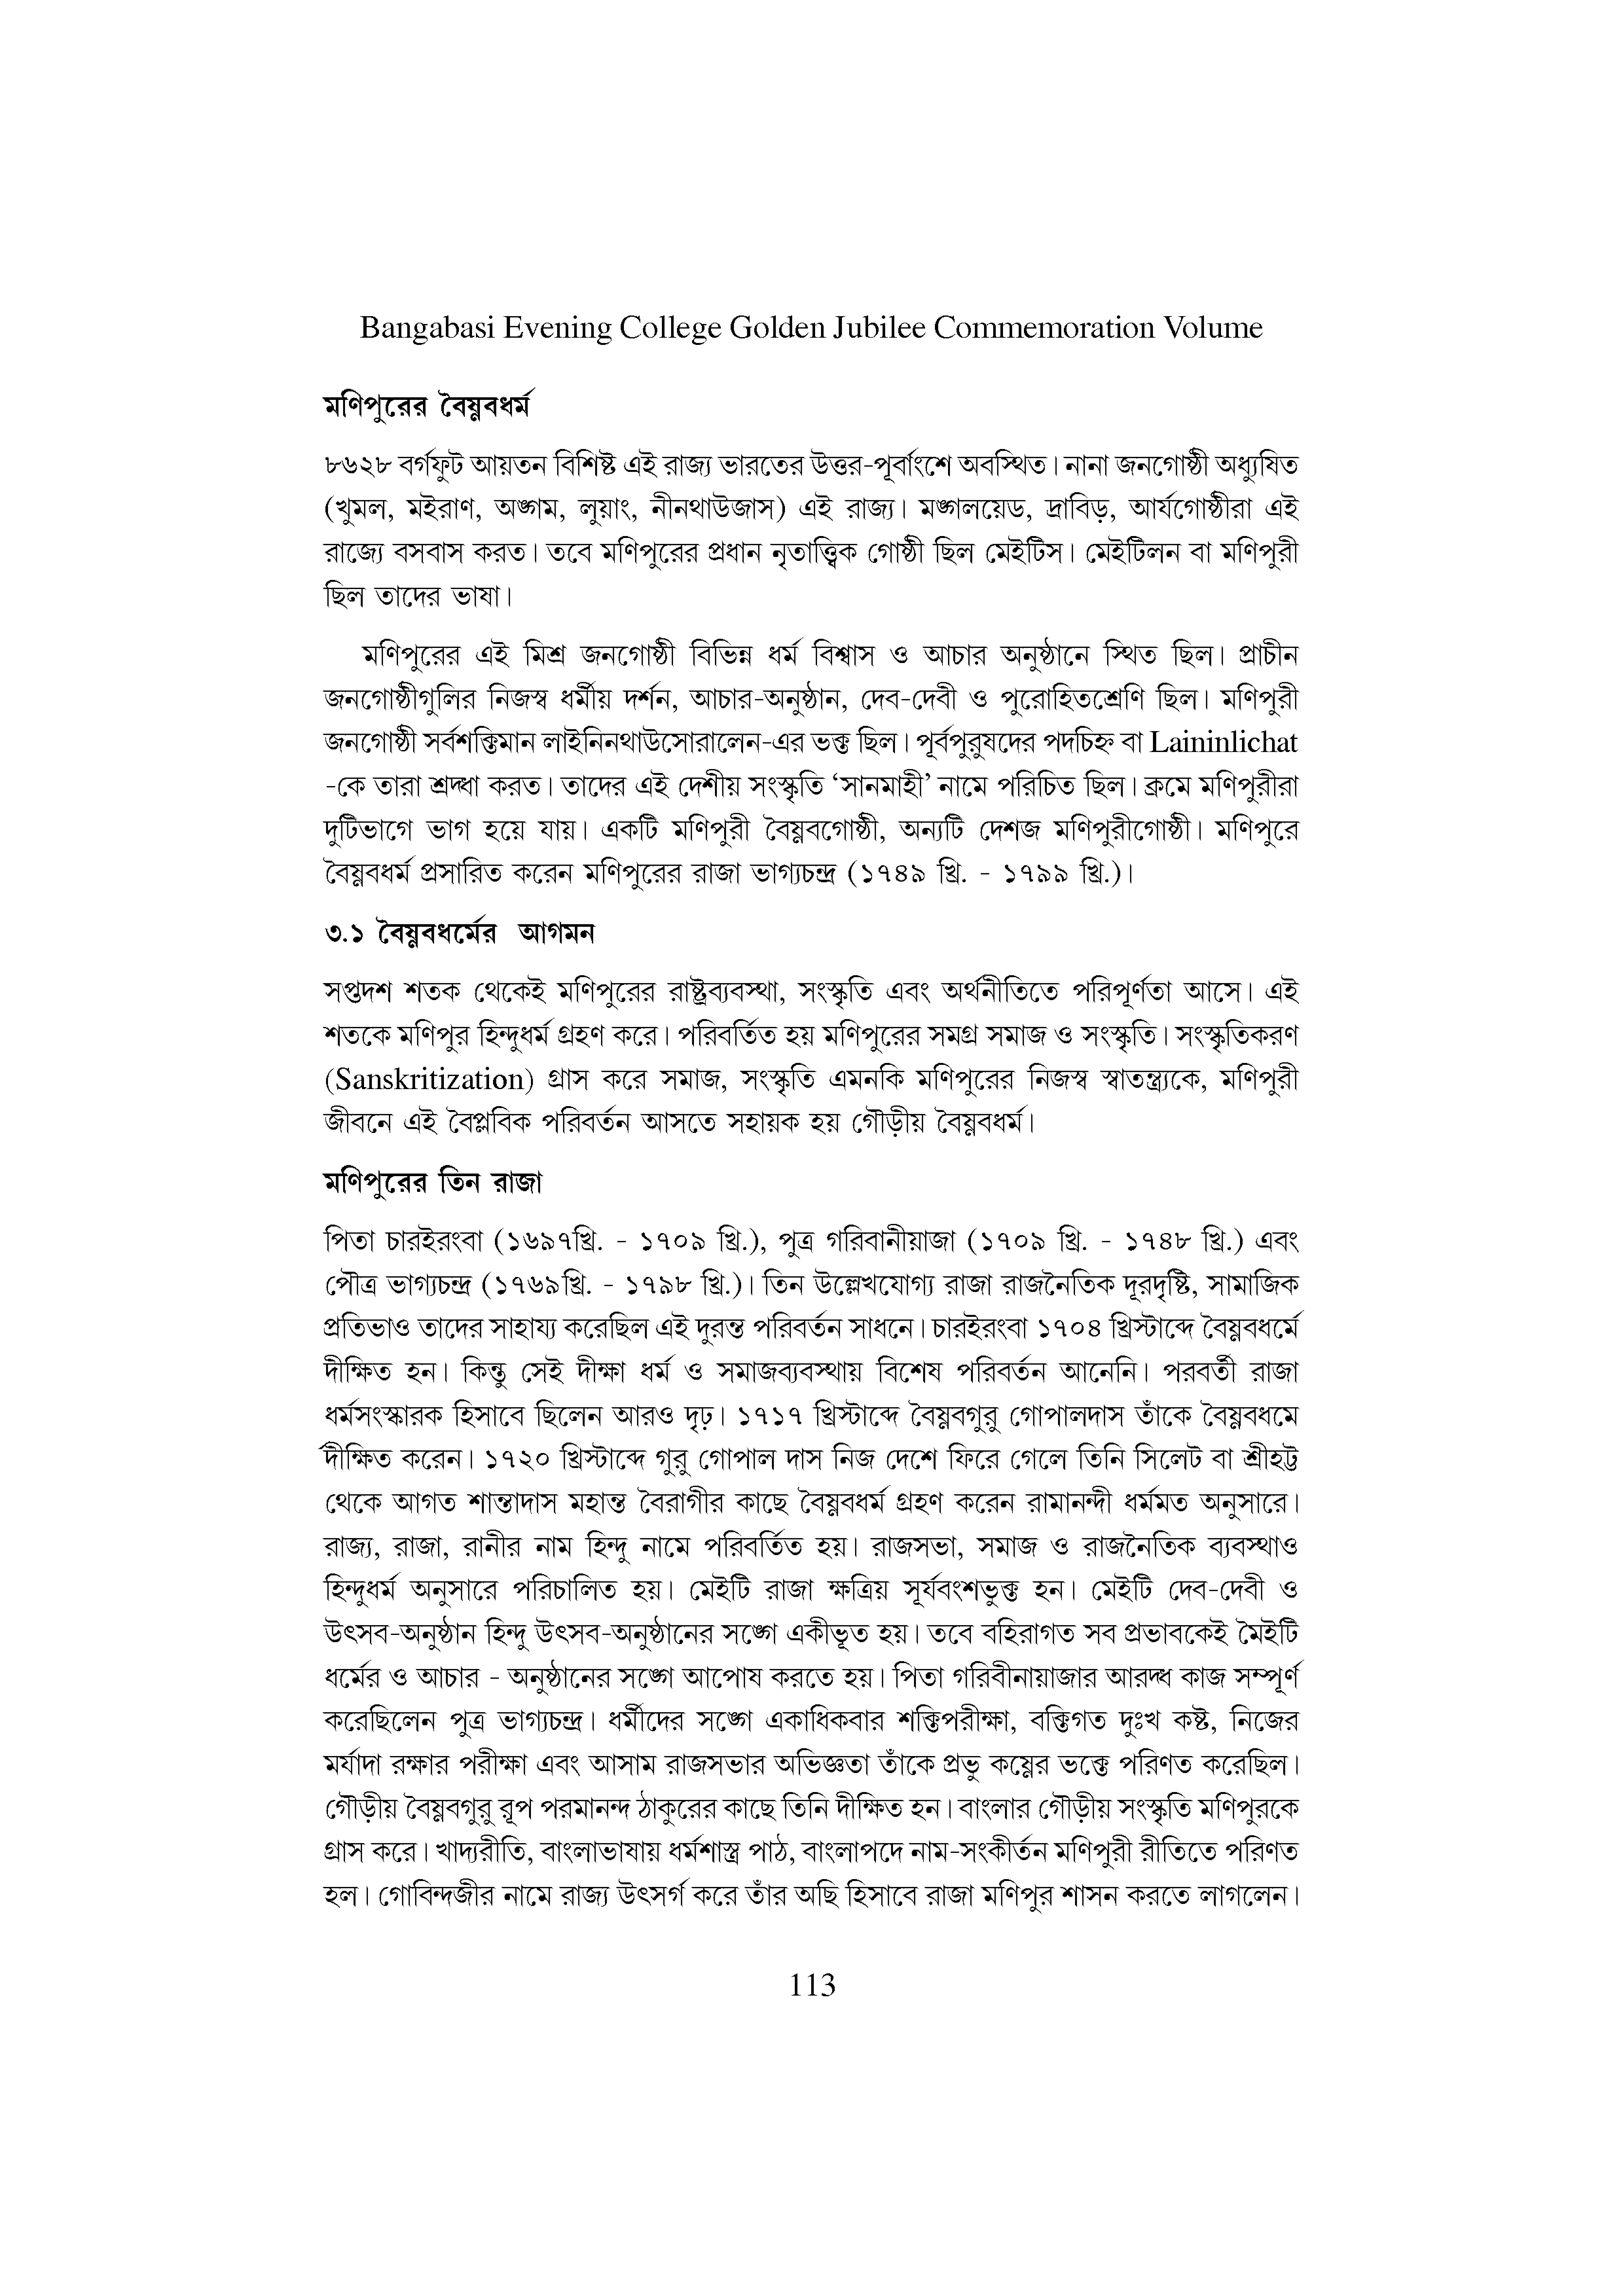 Bangabasi Evening College Golden Jubilee Commemoration Volume
মণিপুরের বৈষ্ণবধর্ম
৮৬২৮ বর্গফুট আয়তন বিশিষ্ট এই রাজ্য ভারতের উত্তর-পূর্বাংশে অবস্থিত। নানা জনগোষ্ঠী অধ্যুষিত
(খুমল, মইরাণ, অঙ্গম, লুয়াং, নীনথাউজাস) এই রাজ্য। মঙ্গলয়েড, দ্রাবিড়, আর্যগোষ্ঠীরা এই
রাজ্যে বসবাস করত। তবে মণিপুরের প্রধান নৃতাত্ত্বিক গোষ্ঠী ছিল মেইটিস। মেইটিলন বা মণিপুরী
ছিল তাদের ভাষা।
মণিপুরের এই মিশ্র জনগোষ্ঠী বিভিন্ন ধর্ম বিশ্বাস ও আচার অনুষ্ঠানে স্থিত ছিল। প্রাচীন
জনগোষ্ঠীগুলির নিজস্ব ধর্মীয় দর্শন, আচার-অনুষ্ঠান, দেব-দেবী ও পুরোহিতশ্রেণি ছিল। মণিপুরী
জনগোষ্ঠী সর্বশক্তিমান লাইনিনথাউসোরালেন-এর ভক্ত ছিল। পূর্বপুরুষদের পদচিহ্ন বা Laininlichat
-কে তারা শ্রদ্ধা করত। তাদের এই দেশীয় সংস্কৃতি ‘সানমাহী’ নামে পরিচিত ছিল। ক্রমে মণিপুরীরা
দুটিভাগে ভাগ হয়ে যায়। একটি মণিপুরী বৈষ্ণবগোষ্ঠী, অন্যটি দেশজ মণিপুরীগোষ্ঠী। মণিপুরে
বৈষ্ণবধর্ম প্রসারিত করেন মণিপুরের রাজা ভাগ্যচন্দ্র (১৭৪৯ খ্রি. - ১৭৯৯ খ্রি.)।
৩.১ বৈষ্ণবধর্মের আগমন
সপ্তদশ শতক থেকেই মণিপুরের রাষ্ট্রব্যবস্থা, সংস্কৃতি এবং অর্থনীতিতে পরিপূর্ণতা আসে। এই
শতকে মণিপুর হিন্দুধর্ম গ্রহণ করে। পরিবর্তিত হয় মণিপুরের সমগ্র সমাজ ও সংস্কৃতি। সংস্কৃতিকরণ
(Sanskritization) গ্রাস করে সমাজ, সংস্কৃতি এমনকি মণিপুরের নিজস্ব স্বাতন্ত্র্যকে, মণিপুরী
জীবনে এই বৈপ্লবিক পরিবর্তন আসতে সহায়ক হয় গৌড়ীয় বৈষ্ণবধর্ম।
মণিপুরের তিন রাজা
পিতা চারইরংবা (১৬৯৭খ্রি. - ১৭০৯ খ্রি.), পুত্র গরিবানীয়াজা (১৭০৯ খ্রি. - ১৭৪৮ খ্রি.) এবং
পৌত্র ভাগ্যচন্দ্র (১৭৬৯খ্রি. - ১৭৯৮ খ্রি.)। তিন উল্লেখযোগ্য রাজা রাজনৈতিক দূরদৃষ্টি, সামাজিক
প্রতিভাও তাদের সাহায্য করেছিল এই দুরন্ত পরিবর্তন সাধনে। চারইরংবা ১৭০৪ খ্রিস্টাব্দে বৈষ্ণবধর্মে
দীক্ষিত হন। কিন্তু সেই দীক্ষা ধর্ম ও সমাজব্যবস্থায় বিশেষ পরিবর্তন আনেনি। পরবর্তী রাজা
ধর্মসংস্কারক হিসাবে ছিলেন আরও দৃঢ়। ১৭১৭ খ্রিস্টাব্দে বৈষ্ণবগুরু গোপালদাস তাঁকে বৈষ্ণবধমে
র্দীক্ষিত করেন। ১৭২০ খ্রিস্টাব্দে গুরু গোপাল দাস নিজ দেশে ফিরে গেলে তিনি সিলেট বা শ্রীহট্ট
থেকে আগত শান্তাদাস মহান্ত বৈরাগীর কাছে বৈষ্ণবধর্ম গ্রহণ করেন রামানন্দী ধর্মমত অনুসারে।
রাজ্য, রাজা, রানীর নাম হিন্দু নামে পরিবর্তিত হয়। রাজসভা, সমাজ ও রাজনৈতিক ব্যবস্থাও
হিন্দুধর্ম অনুসারে পরিচালিত হয়। মেইটি রাজা ক্ষত্রিয় সূর্যবংশভুক্ত হন। মেইটি দেব-দেবী ও
উৎসব-অনুষ্ঠান হিন্দু উৎসব-অনুষ্ঠানের সঙ্গে একীভূত হয়। তবে বহিরাগত সব প্রভাবকেই মৈইটি
ধর্মের ও আচার - অনুষ্ঠানের সঙ্গে আপোষ করতে হয়। পিতা গরিবীনায়াজার আরদ্ধ কাজ সম্পূর্ণ
করেছিলেন পুত্র ভাগ্যচন্দ্র। ধর্মীদের সঙ্গে একাধিকবার শক্তিপরীক্ষা, বক্তিগত দুঃখ কষ্ট, নিজের
মর্যাদা রক্ষার পরীক্ষা এবং আসাম রাজসভার অভিজ্ঞতা তাঁকে প্রভু কষ্ণের ভক্তে পরিণত করেছিল।
গৌড়ীয় বৈষ্ণবগুরু রূপ পরমানন্দ ঠাকুরের কাছে তিনি দীক্ষিত হন। বাংলার গৌড়ীয় সংস্কৃতি মণিপুরকে
গ্রাস করে। খাদ্যরীতি, বাংলাভাষায় ধর্মশাস্ত্র পাঠ, বাংলাপদে নাম-সংকীর্তন মণিপুরী রীতিতে পরিণত
হল। গোবিন্দজীর নামে রাজ্য উৎসর্গ করে তাঁর অছি হিসাবে রাজা মণিপুর শাসন করতে লাগলেন।
113